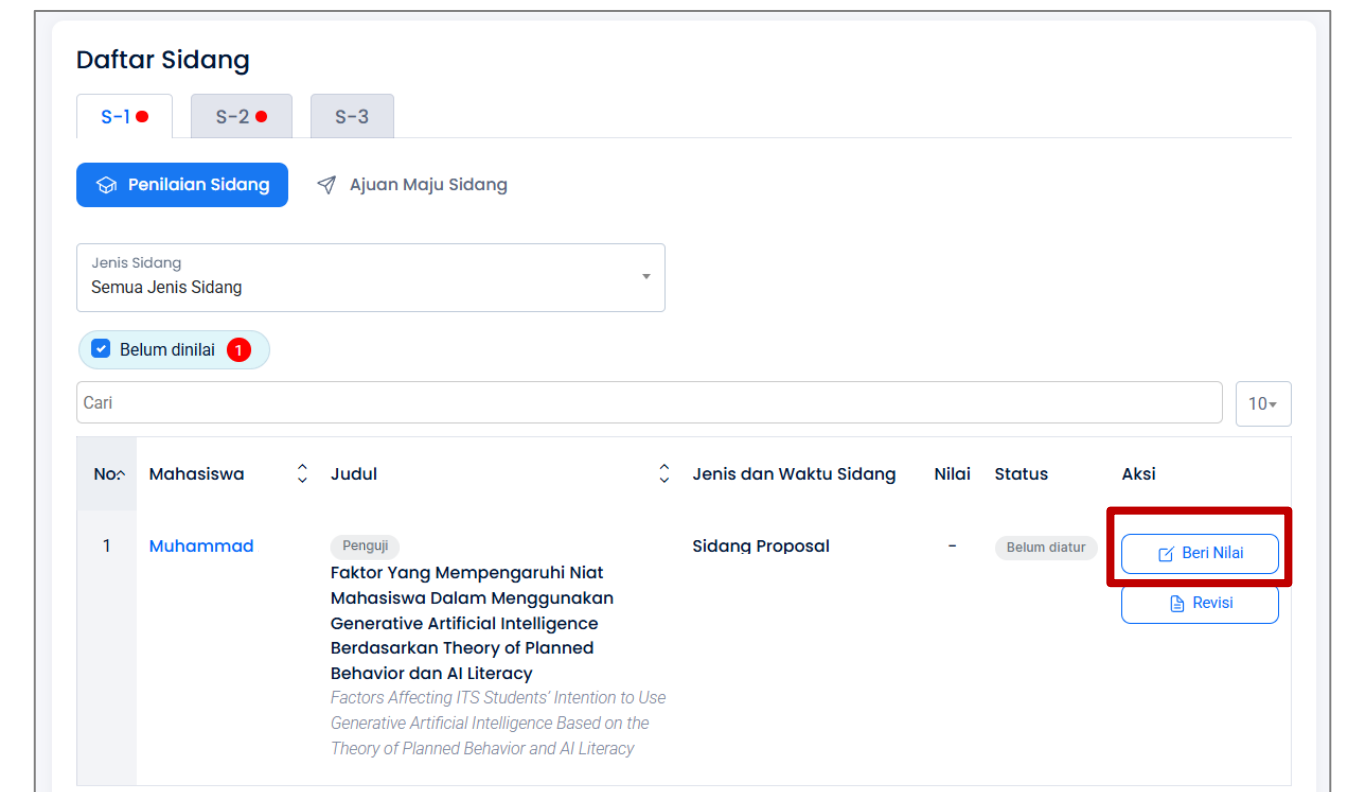 Daftar Sidang
S-1 S-2 S-3
Penilaian Sidang Ajuan Maju Sidang
Jenis Sidang
Semua Jenis Sidang
Belum dinilai 1
Cari 10
No Mahasiswa Judul Jenis dan Waktu Sidang Nilai Status Aksi
1 Muhammad Penguji Sidang Proposal - Belum diatur Beri Nilai
Faktor Yang Mempengaruhi Niat
Mahasiswa Dalam Menggunakan
Revisi
Generative Artificial Intelligence
Berdasarkan Theory of Planned
Behavior dan AI Literacy
Factors Affecting ITS Students' Intention to Use
Generative Artificial Intelligence Based on the
Theory of Planned Behavior and AI Literacy